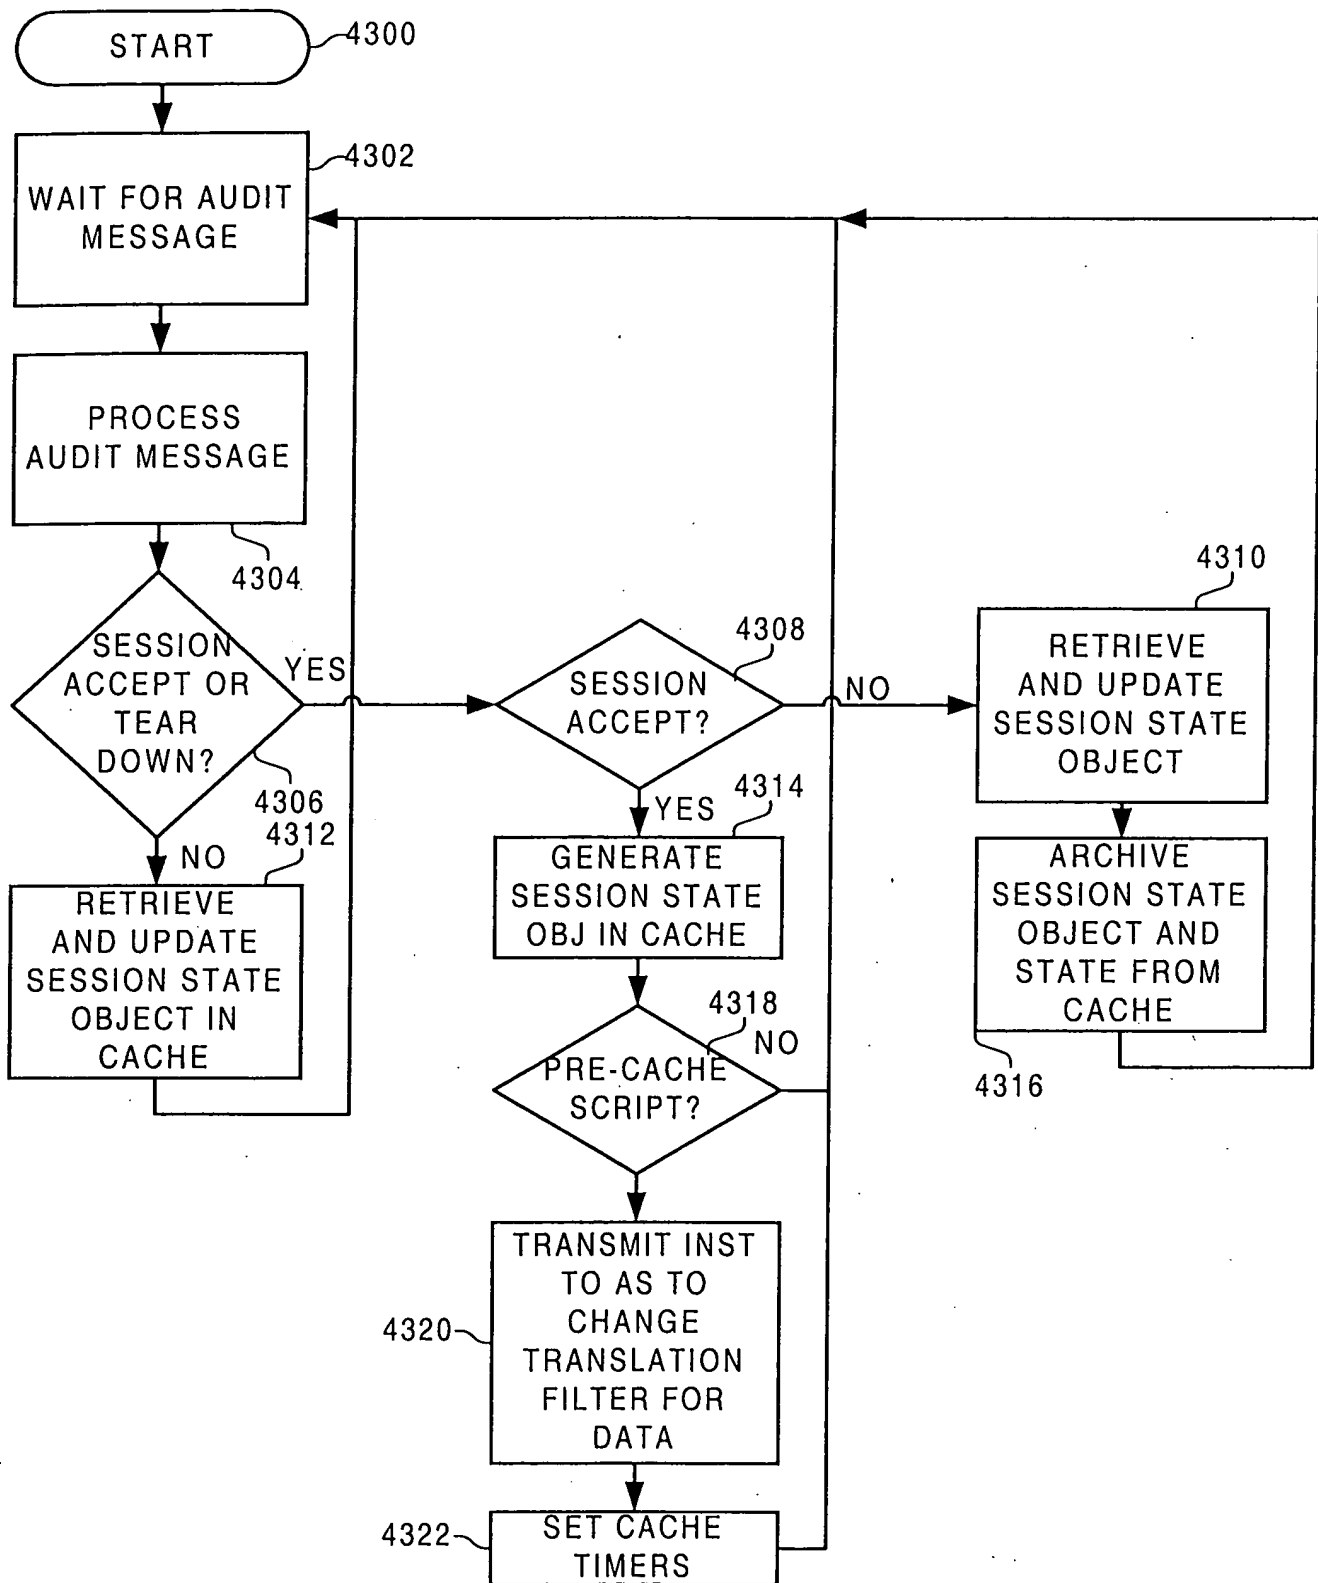 START
4300
4302
WAIT FOR AUDIT
MESSAGE
PROCESS
AUDIT MESSAGE
4304
SESSION
ACCEPT OR
TEAR
DOWN?
YES
4306
NO
4312
RETRIEVE
AND UPDATE
SESSION STATE
OBJECT IN
CACHE
4308
SESSION
ACCEPT?
NO
YES
4310
RETRIEVE
AND UPDATE
SESSION STATE
OBJECT
4314
GENERATE
SESSION STATE
OBJ IN CACHE
ARCHIVE
SESSION STATE
OBJECT AND
STATE FROM
CACHE
4316
4318
NO
PRE-CACHE
SCRIPT?
TRANSMIT INST
TO AS TO
CHANGE
TRANSLATION
FILTER FOR
DATA
4320
4322
SET CACHE
TIMERS